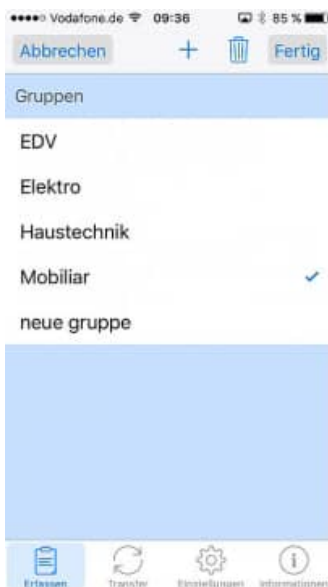 Vodafone.de 09:36 85 %
Abbrechen + Fertig
Gruppen
EDV
Elektro
Haustechnik
Mobiliar
neue gruppe
Erfassen Transfer Einstellungen Informationen